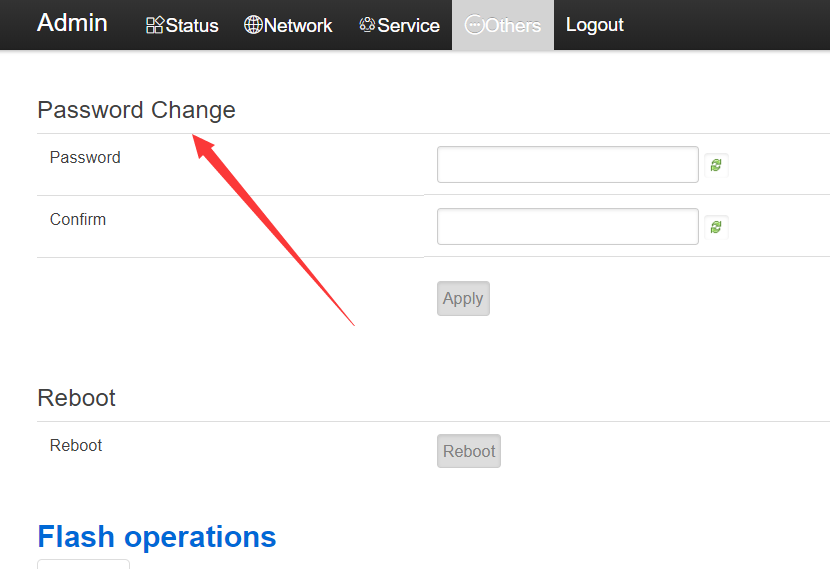 Admin Status Network Service Others Logout
Password Change
Password
Confirm
Apply
Reboot
Reboot Reboot
Flash operations